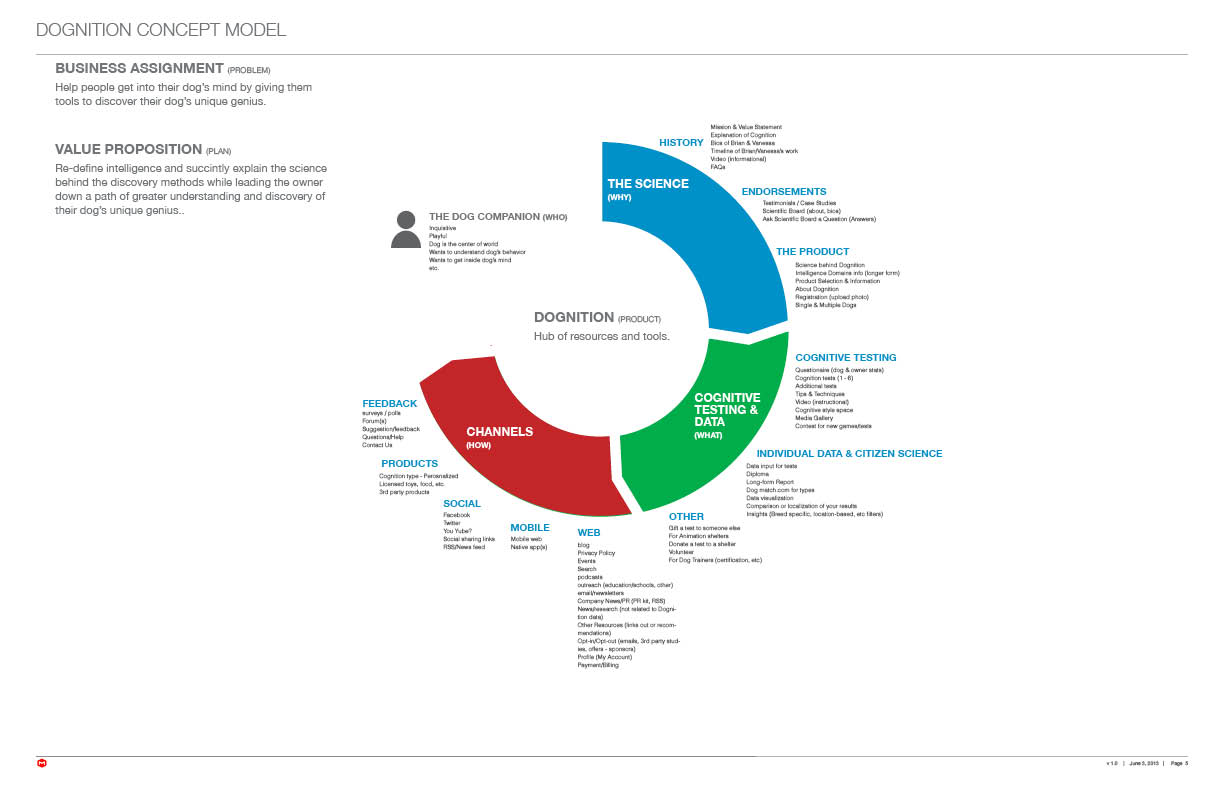 DOGNITION CONCEPT MODEL
BUSINESS ASSIGNMENT (PROBLEM)
Help people get into their dog's mind by giving them
tools to discover their dog's unique genius.
VALUE PROPOSITION (PLAN)
Re-define intelligence and succintly explain the science
behind the discovery methods while leading the owner
down a path of greater understanding and discovery of
their dog's unique genius..
THE DOG COMPANION (WHO)
Inquisitive
Playful
Dog is the center of world
Wants to understand dog's behavior
Wants to get inside dog's mind
etc.
DOGNITION (PRODUCT)
Hub of resources and tools.
THE SCIENCE
(WHY)
HISTORY
Mission & Value Statement
Explanation of Cognition
Bios of Brian & Vanessa
Timeline of Brian/Vanessa's work
Video (informational)
FAQs
ENDORSEMENTS
Testimonials / Case Studies
Scientific Board (about, bios)
Ask Scientific Board a Question (Answers)
THE PRODUCT
Science behind Dognition
Intelligence Domains info (longer form)
Product Selection & Information
About Dognition
Registration (upload photo)
Single & Multiple Dogs
COGNITIVE
TESTING &
DATA
(WHAT)
COGNITIVE TESTING
Questionaire (dog & owner stats)
Cognition tests (1 - 6)
Additional tests
Tips & Techniques
Video (instructional)
Cognitive style space
Media Gallery
Contest for new games/tests
INDIVIDUAL DATA & CITIZEN SCIENCE
Data input for tests
Diploma
Long-form Report
Dog match.com for types
Data visualization
Comparison or localization of your results
Insights (Breed specific, location-based, etc filters)
OTHER
Gift a test to someone else
For Animation shelters
Donate a test to a shelter
Volunteer
For Dog Trainers (certification, etc)
CHANNELS
(HOW)
WEB
blog
Privacy Policy
Events
Search
podcasts
outreach (education/schools, other)
email/newsletters
Company News/PR (PR kit, RSS)
News/research (not related to Dogni-
tion data)
Other Resources (links out or recom-
mendations)
Opt-in/Opt-out (emails, 3rd party stud-
ies, offers - sponsors)
Profile (My Account)
Payment/Billing
MOBILE
Mobile web
Native app(s)
SOCIAL
Facebook
Twitter
You Yube?
Social sharing links
RSS/News feed
PRODUCTS
Cognition type - Personalized
Licensed toys, food, etc.
3rd party products
FEEDBACK
surveys / polls
Forum(s)
Suggestion/feedback
Questions/Help
Contact Us
v 1.0 | June 3, 2013 | Page 5